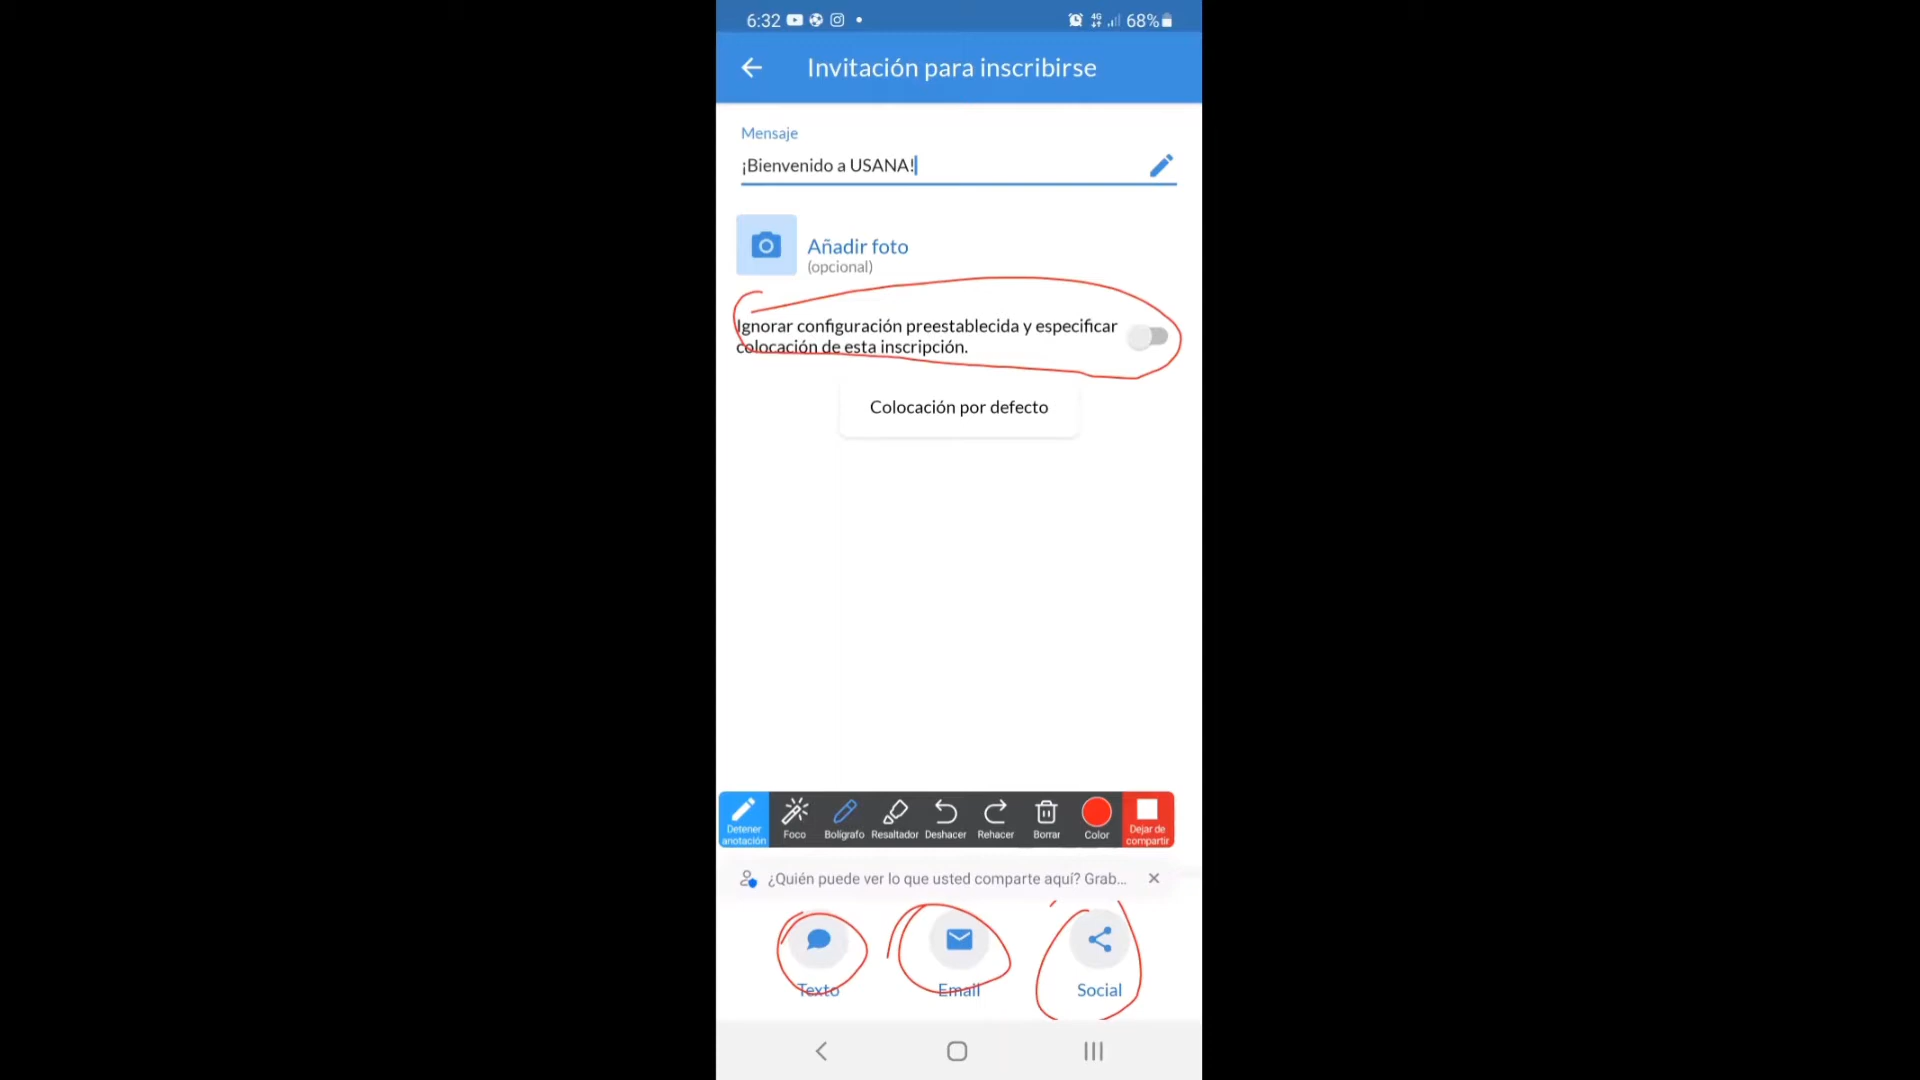 6:32
4G
68%
Invitación para inscribirse
Mensaje
¡Bienvenido a USANA!
Añadir foto
(opcional)
Ignorar configuración preestablecida y especificar
colocación de esta inscripción.
Colocación por defecto
Detener anotación
Foco
Bolígrafo
Resaltador
Deshacer
Rehacer
Borrar
Color
Dejar de compartir
¿Quién puede ver lo que usted comparte aquí? Grab...
Texto
Email
Social